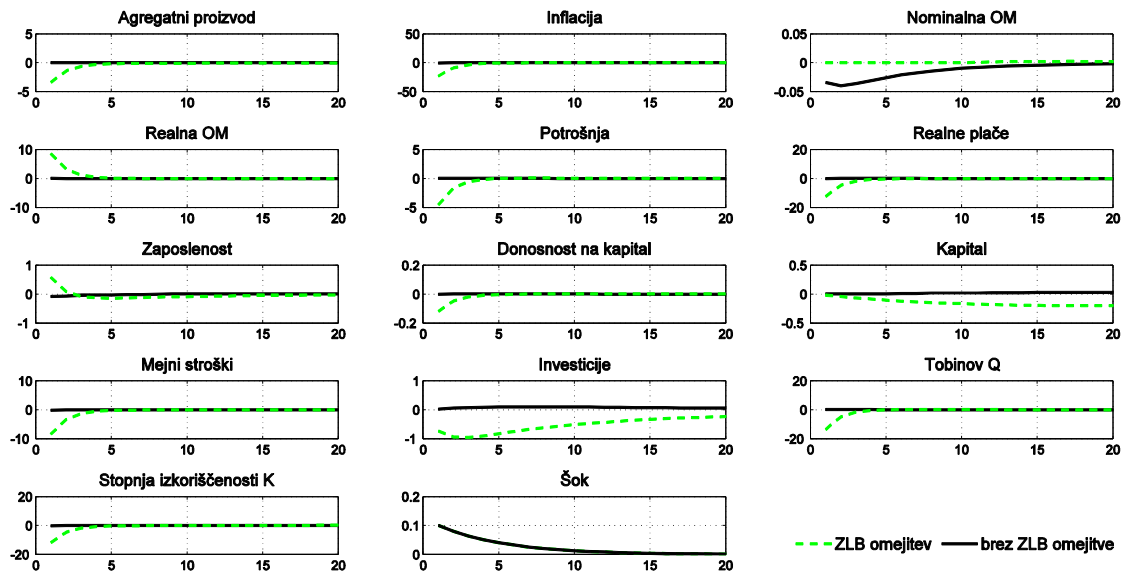 Agregatni proizvod Inflacija Nominalna OM
5 50 0.05
0 0 0
-5 -50 -0.05
0 5 10 15 20 0 5 10 15 20 0 5 10 15 20
Realna OM Potrošnja Realne plače
10 5 20
0 0 0
-10 -5 -20
0 5 10 15 20 0 5 10 15 20 0 5 10 15 20
Zaposlenost Donosnost na kapital Kapital
1 0.2 0.5
0 0 0
-1 -0.2 -0.5
0 5 10 15 20 0 5 10 15 20 0 5 10 15 20
Mejni stroški Investicije Tobinov Q
10 1 20
0 0 0
-10 -1 -20
0 5 10 15 20 0 5 10 15 20 0 5 10 15 20
Stopnja izkoriščenosti K Šok
20 0.2
0 0.1
-20 0
0 5 10 15 20 0 5 10 15 20
ZLB omejitev brez ZLB omejitve